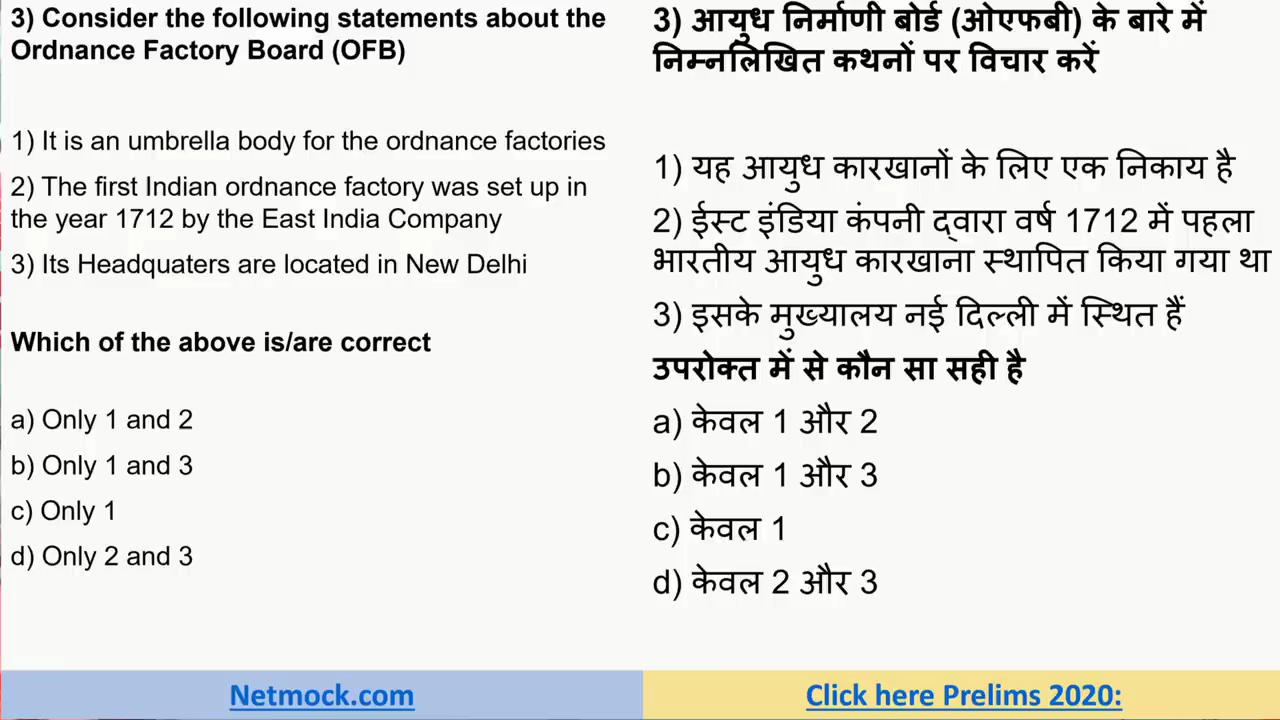 3) Consider the following statements about the
Ordnance Factory Board (OFB)
1) It is an umbrella body for the ordnance factories
2) The first Indian ordnance factory was set up in
the year 1712 by the East India Company
3) Its Headquaters are located in New Delhi
Which of the above is/are correct
a) Only 1 and 2
b) Only 1 and 3
c) Only 1
d) Only 2 and 3
3) आयुध निर्माणी बोर्ड (ओएफबी) के बारे में
निम्नलिखित कथनों पर विचार करें
1) यह आयुध कारखानों के लिए एक निकाय है
2) ईस्ट इंडिया कंपनी द्वारा वर्ष 1712 में पहला
भारतीय आयुध कारखाना स्थापित किया गया था
3) इसके मुख्यालय नई दिल्ली में स्थित हैं
उपरोक्त में से कौन सा सही है
a) केवल 1 और 2
b) केवल 1 और 3
c) केवल 1
d) केवल 2 और 3
Netmock.com
Click here Prelims 2020: